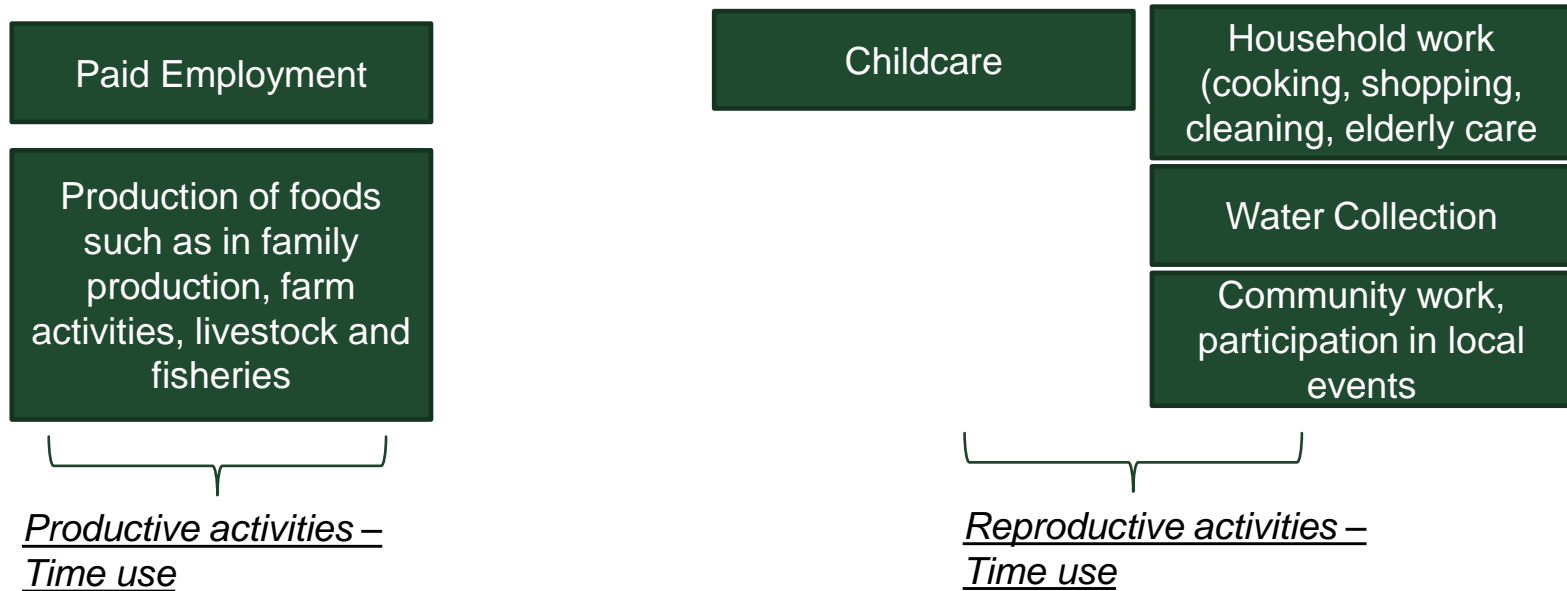 Paid Employment
Production of foods
such as in family
production, farm
activities, livestock and
fisheries
Productive activities –
Time use
Childcare
Household work
(cooking, shopping,
cleaning, elderly care
Water Collection
Community work,
participation in local
events
Reproductive activities –
Time use